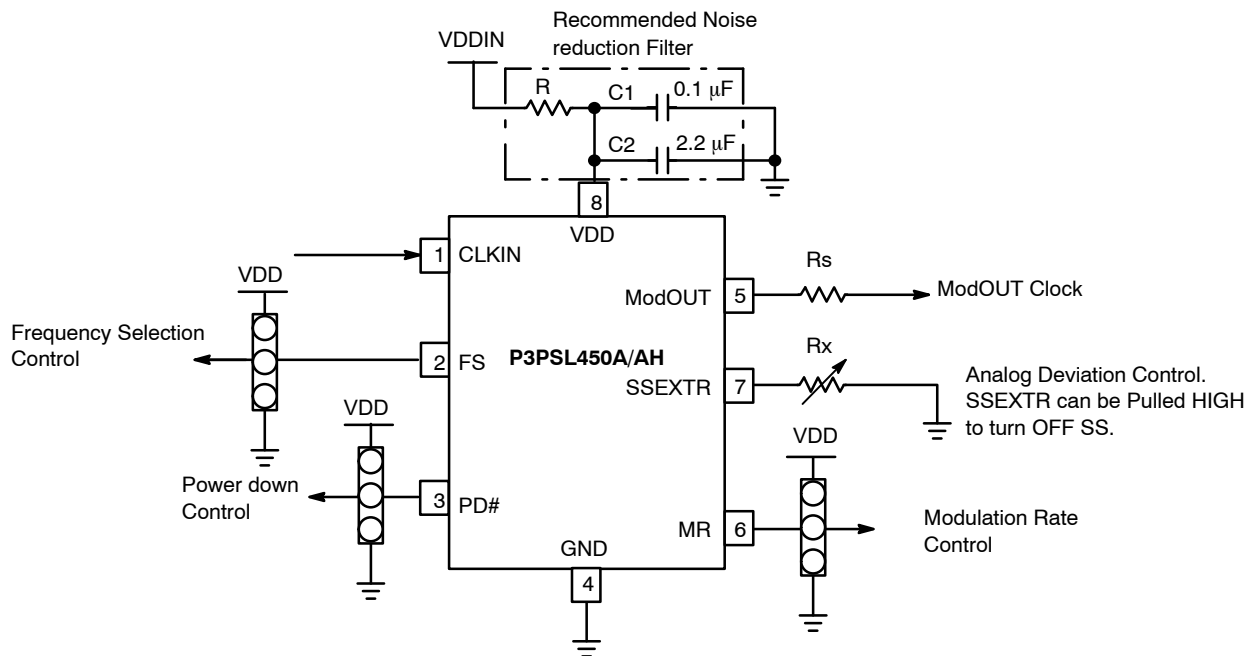 Recommended Noise
reduction Filter
VDDIN
R
C1
0.1 μF
C2
2.2 μF
8
VDD
1
CLKIN
VDD
Rs
ModOUT
5
ModOUT Clock
Frequency Selection
Control
2
FS
P3PSL450A/AH
Rx
SSEXTR
7
Analog Deviation Control.
SSEXTR can be Pulled HIGH
to turn OFF SS.
VDD
VDD
Power down
Control
3
PD#
MR
6
Modulation Rate
Control
GND
4